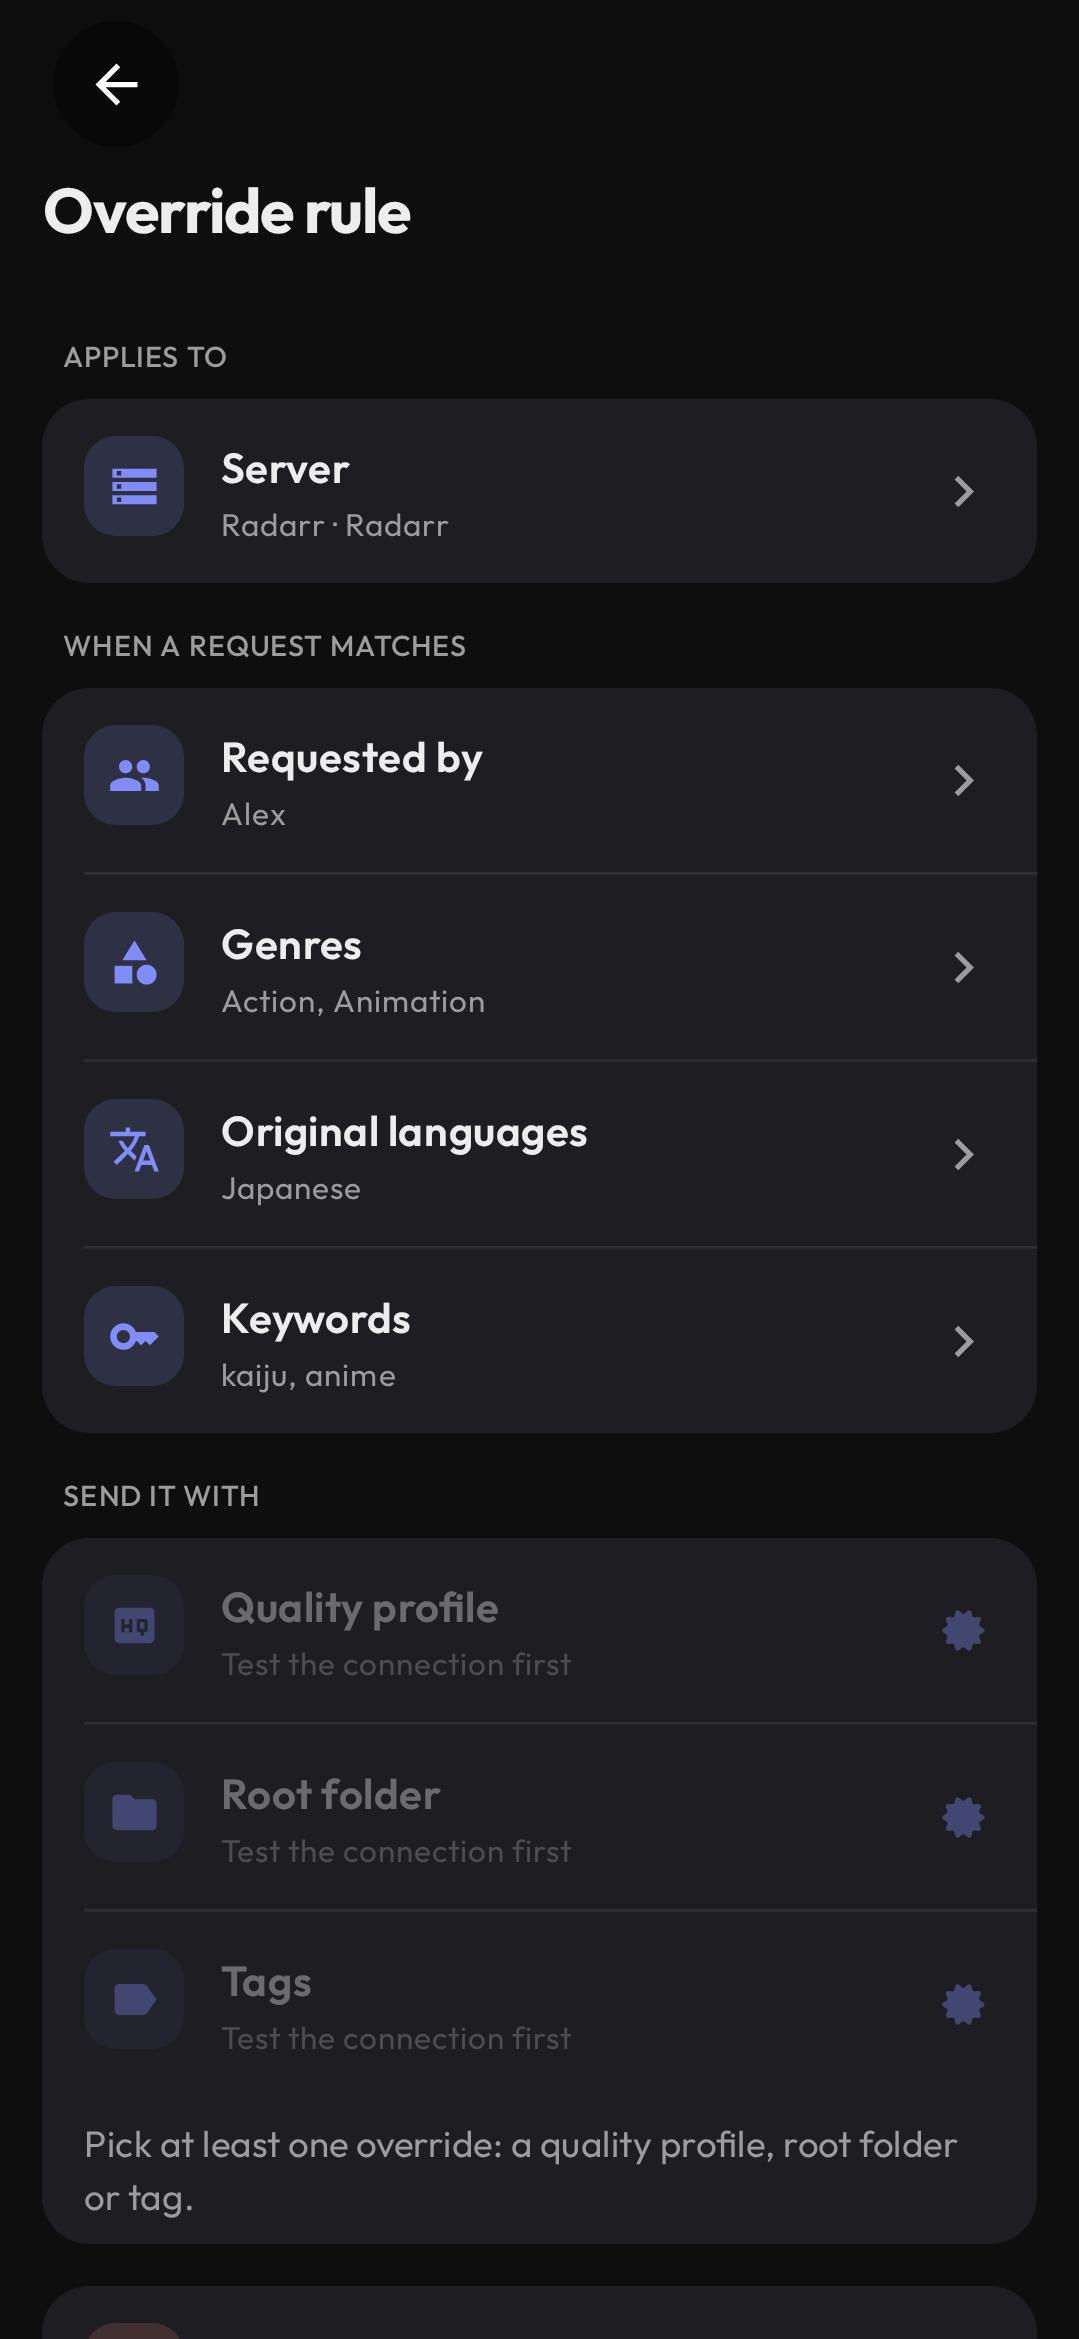 Override rule
APPLIES TO
Server
Radarr · Radarr
WHEN A REQUEST MATCHES
Requested by
Alex
Genres
Action, Animation
Original languages
Japanese
Keywords
kaiju, anime
SEND IT WITH
HQ
Quality profile
Test the connection first
Root folder
Test the connection first
Tags
Test the connection first
Pick at least one override: a quality profile, root folder
or tag.